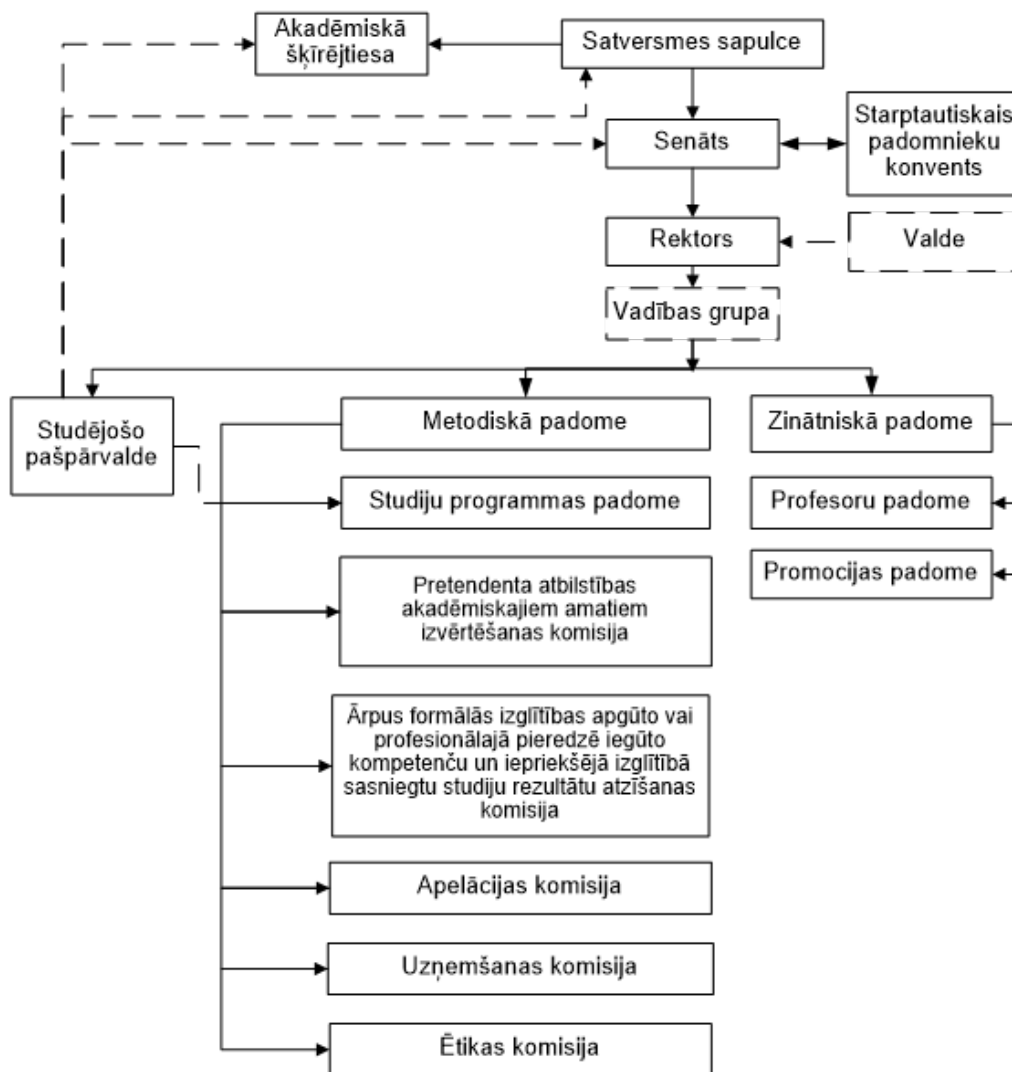 Akadēmiskā
šķīrējtiesa
Satversmes sapulce
Senāts
Starptautiskais
padomnieku
konvents
Rektors
Valde
Vadības grupa
Studējošo
pašpārvalde
Metodiskā padome
Zinātniskā padome
Studiju programmas padome
Profesoru padome
Pretendenta atbilstības
akadēmiskajiem amatiem
izvērtēšanas komisija
Promocijas padome
Ārpus formālās izglītības apgūto vai
profesionālajā pieredzē iegūto
kompetenču un iepriekšējā izglītībā
sasniegtu studiju rezultātu atzīšanas
komisija
Apelācijas komisija
Uzņemšanas komisija
Ētikas komisija